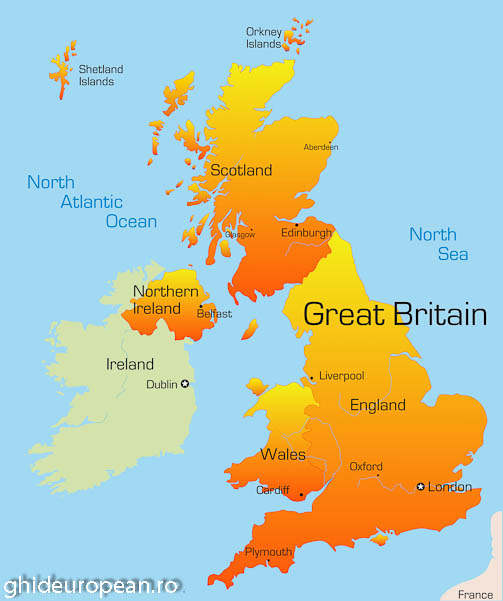 Orkney
Islands
Shetland
Islands
Aberdeen
Scotland
North
Atlantic
Ocean
Glasgow
Edinburgh
North
Sea
Northern
Ireland
Belfast
Great Britain
Ireland
Dublin
Liverpool
England
Wales
Oxford
Cardiff
London
Plymouth
ghideuropean.ro
France